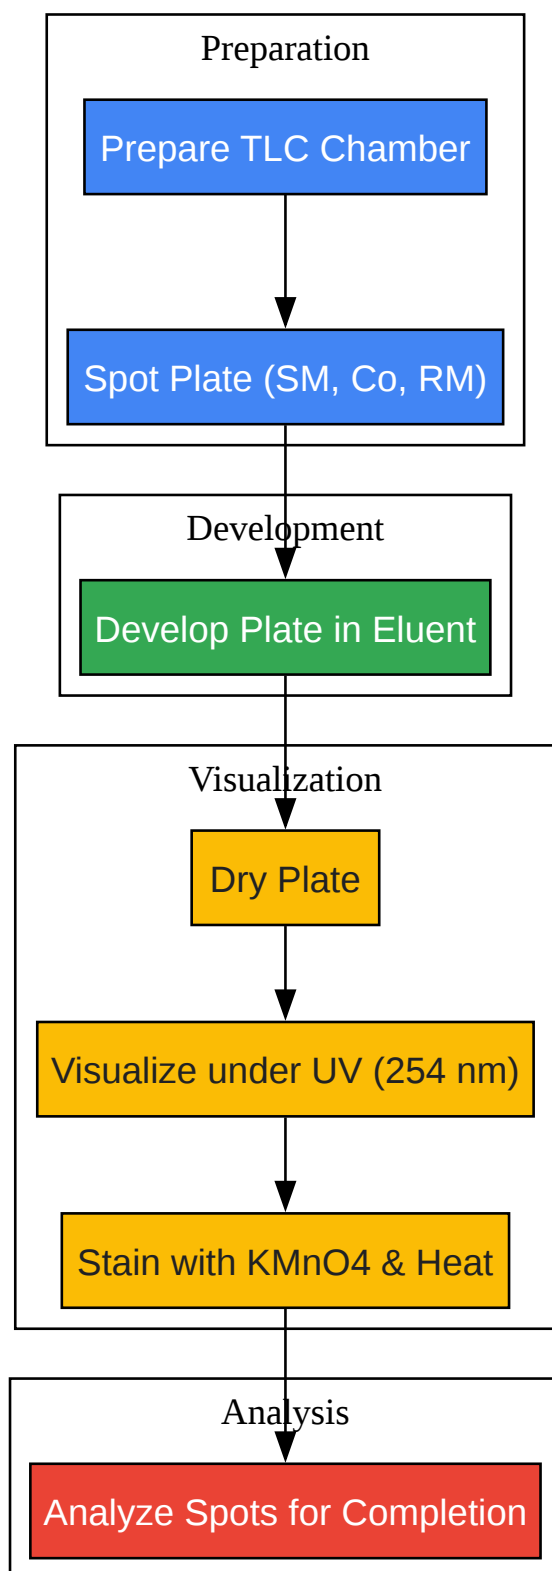 Preparation
Prepare TLC Chamber
Spot Plate (SM, Co, RM)
Development
Develop Plate in Eluent
Visualization
Dry Plate
Visualize under UV (254 nm)
Stain with KMnO4 & Heat
Analysis
Analyze Spots for Completion